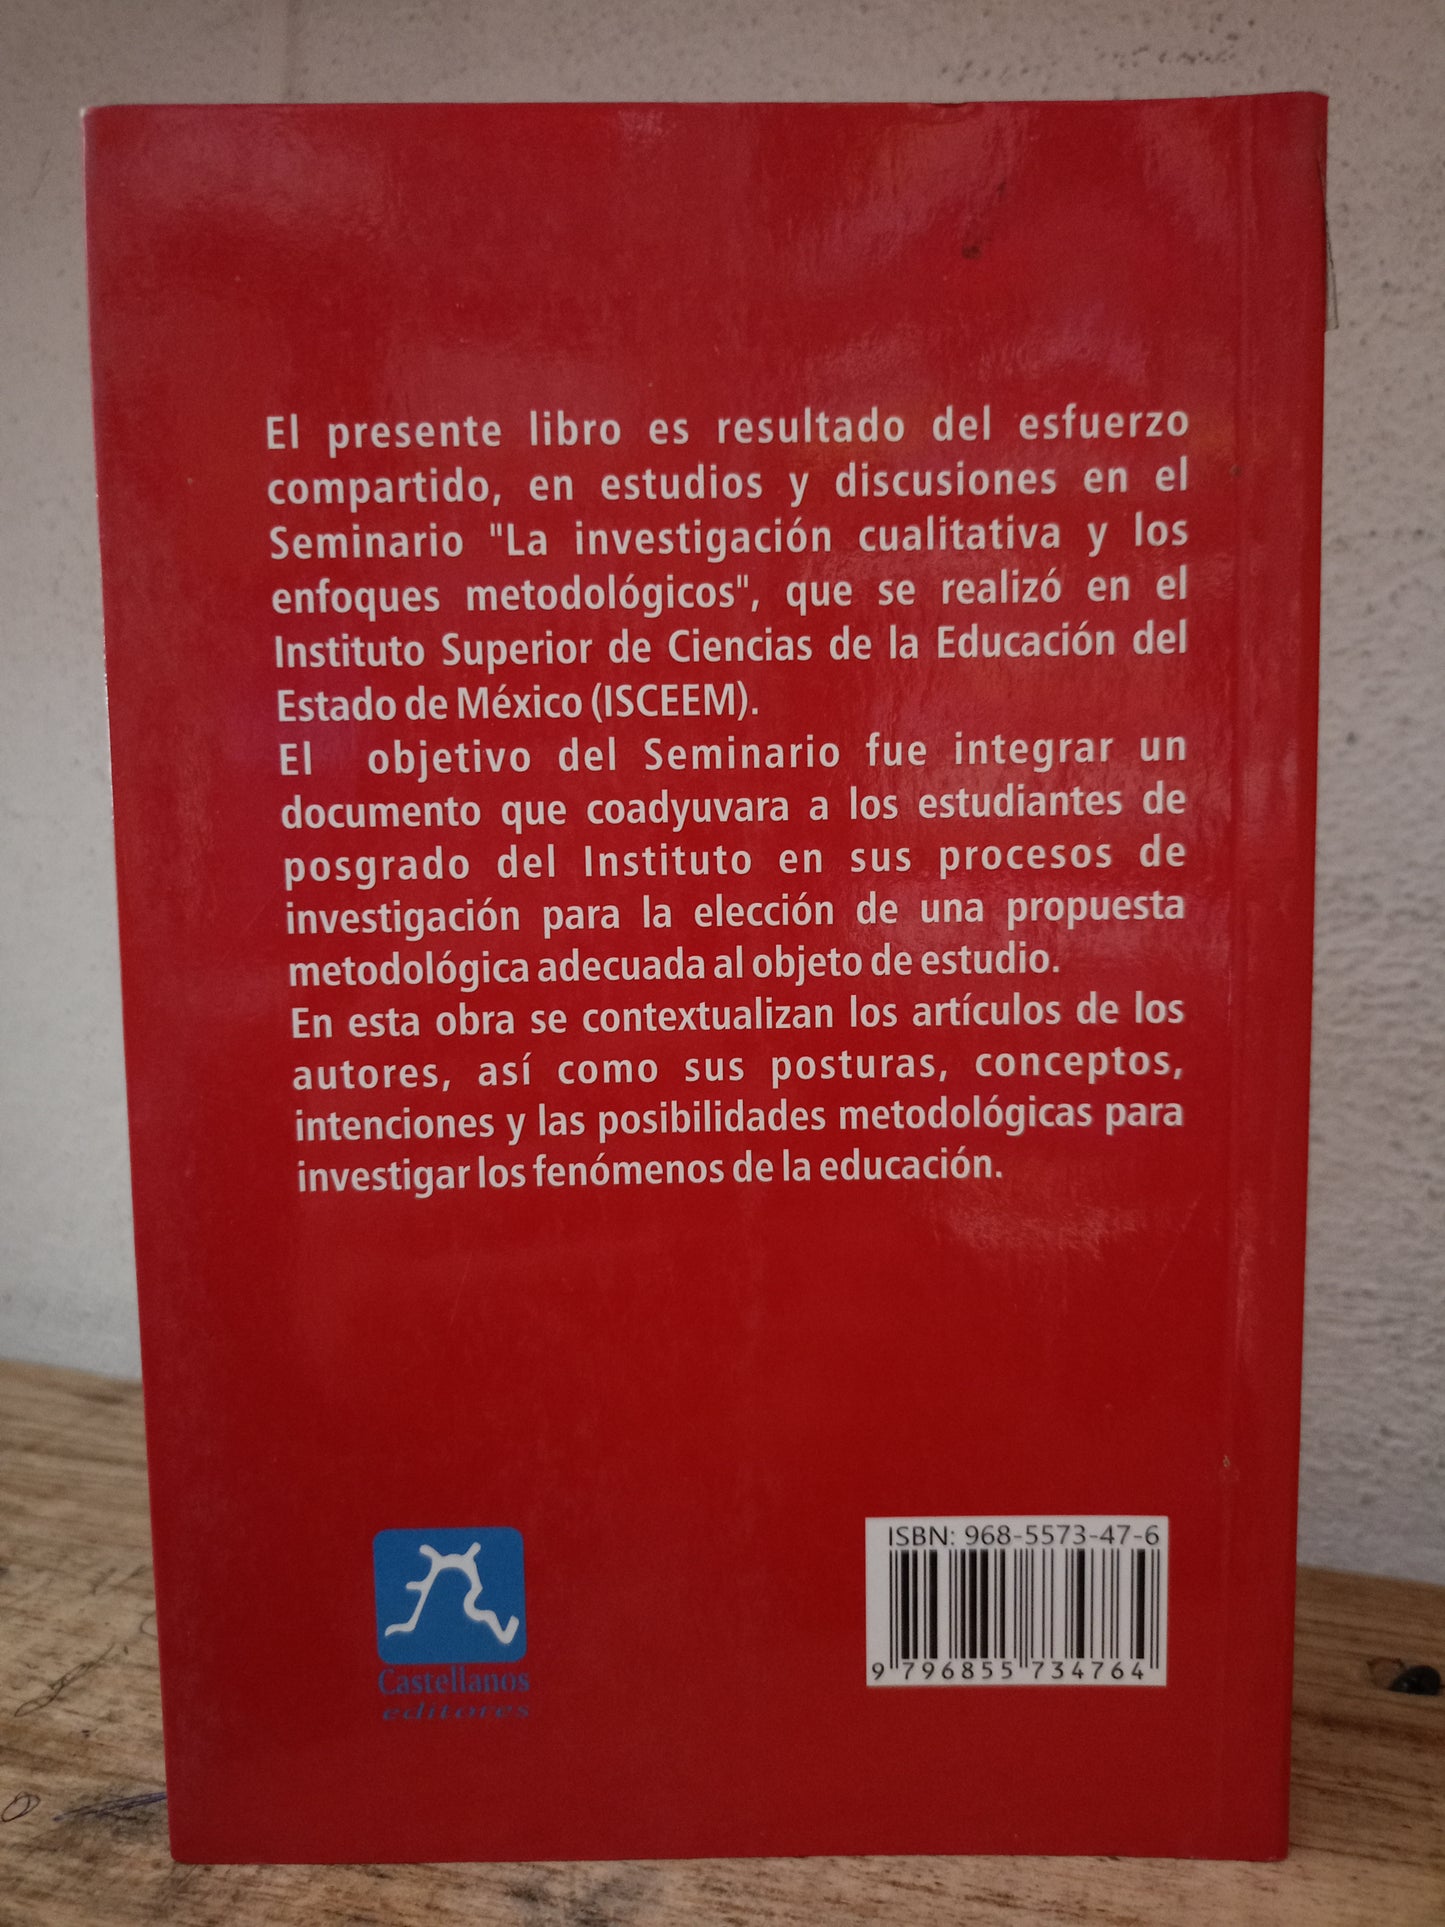 El presente libro es resultado del esfuerzo
compartido, en estudios y discusiones en el
Seminario "La investigación cualitativa y los
enfoques metodológicos", que se realizó en el
Instituto Superior de Ciencias de la Educación del
Estado de México (ISCEEM).
El objetivo del Seminario fue integrar un
documento que coadyuvara a los estudiantes de
posgrado del Instituto en sus procesos de
investigación para la elección de una propuesta
metodológica adecuada al objeto de estudio.
En esta obra se contextualizan los artículos de los
autores, así como sus posturas, conceptos,
intenciones y las posibilidades metodológicas para
investigar los fenómenos de la educación.
Castellanos
editores
ISBN: 968-5573-47-6
9 796855 734764